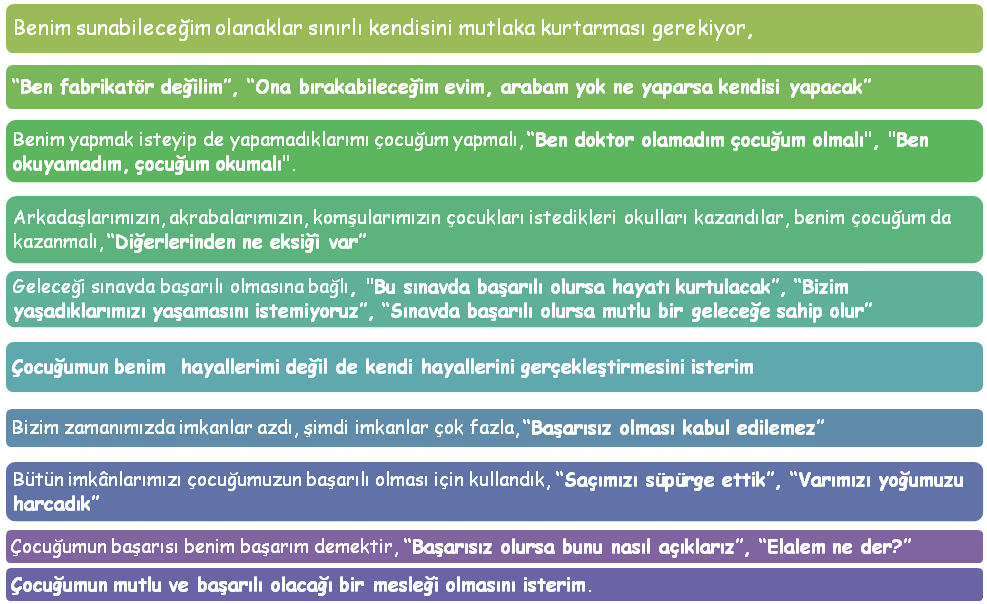 Benim sunabileceğim olanaklar sınırlı kendisini mutlaka kurtarması gerekiyor,
“Ben fabrikatör değilim”, “Ona bırakabileceğim evim, arabam yok ne yaparsa kendisi yapacak”
Benim yapmak isteyip de yapamadıklarımı çocuğum yapmalı, “Ben doktor olamadım çocuğum olmalı", "Ben
okuyamadım, çocuğum okumalı".
Arkadaşlarımızın, akrabalarımızın, komşularımızın çocukları istedikleri okulları kazandılar, benim çocuğum da
kazanmalı, “Diğerlerinden ne eksiği var”
Geleceği sınavda başarılı olmasına bağlı, "Bu sınavda başarılı olursa hayatı kurtulacak”, “Bizim
yaşadıklarımızı yaşamasını istemiyoruz”, “Sınavda başarılı olursa mutlu bir geleceğe sahip olur”
Çocuğumun benim hayallerimi değil de kendi hayallerini gerçekleştirmesini isterim
Bizim zamanımızda imkanlar azdı, şimdi imkanlar çok fazla, “Başarısız olması kabul edilemez”
Bütün imkânlarımızı çocuğumuzun başarılı olması için kullandık, “Saçımızı süpürge ettik”, “Varımızı yoğumuzu
harcadık”
Çocuğumun başarısı benim başarım demektir, “Başarısız olursa bunu nasıl açıklarız”, “Elalem ne der?”
Çocuğumun mutlu ve başarılı olacağı bir mesleği olmasını isterim.